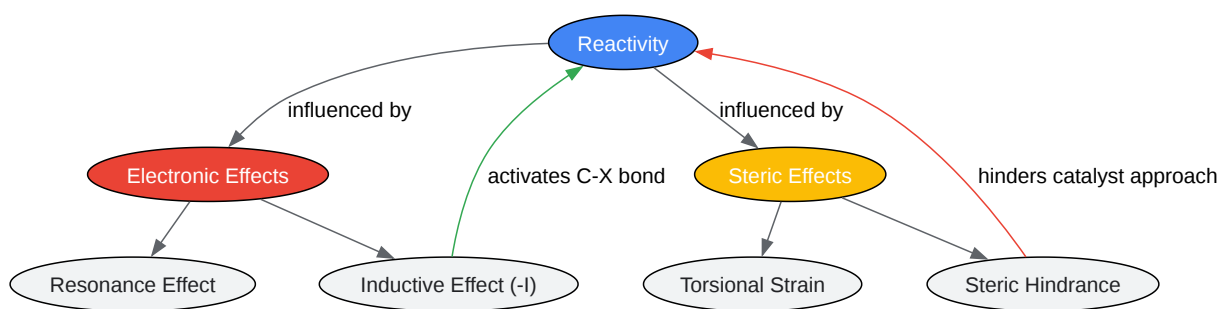 Reactivity
influenced by
influenced by
Electronic Effects
activates C-X bond
Steric Effects
hinders catalyst approach
Resonance Effect
Inductive Effect (-I)
Torsional Strain
Steric Hindrance